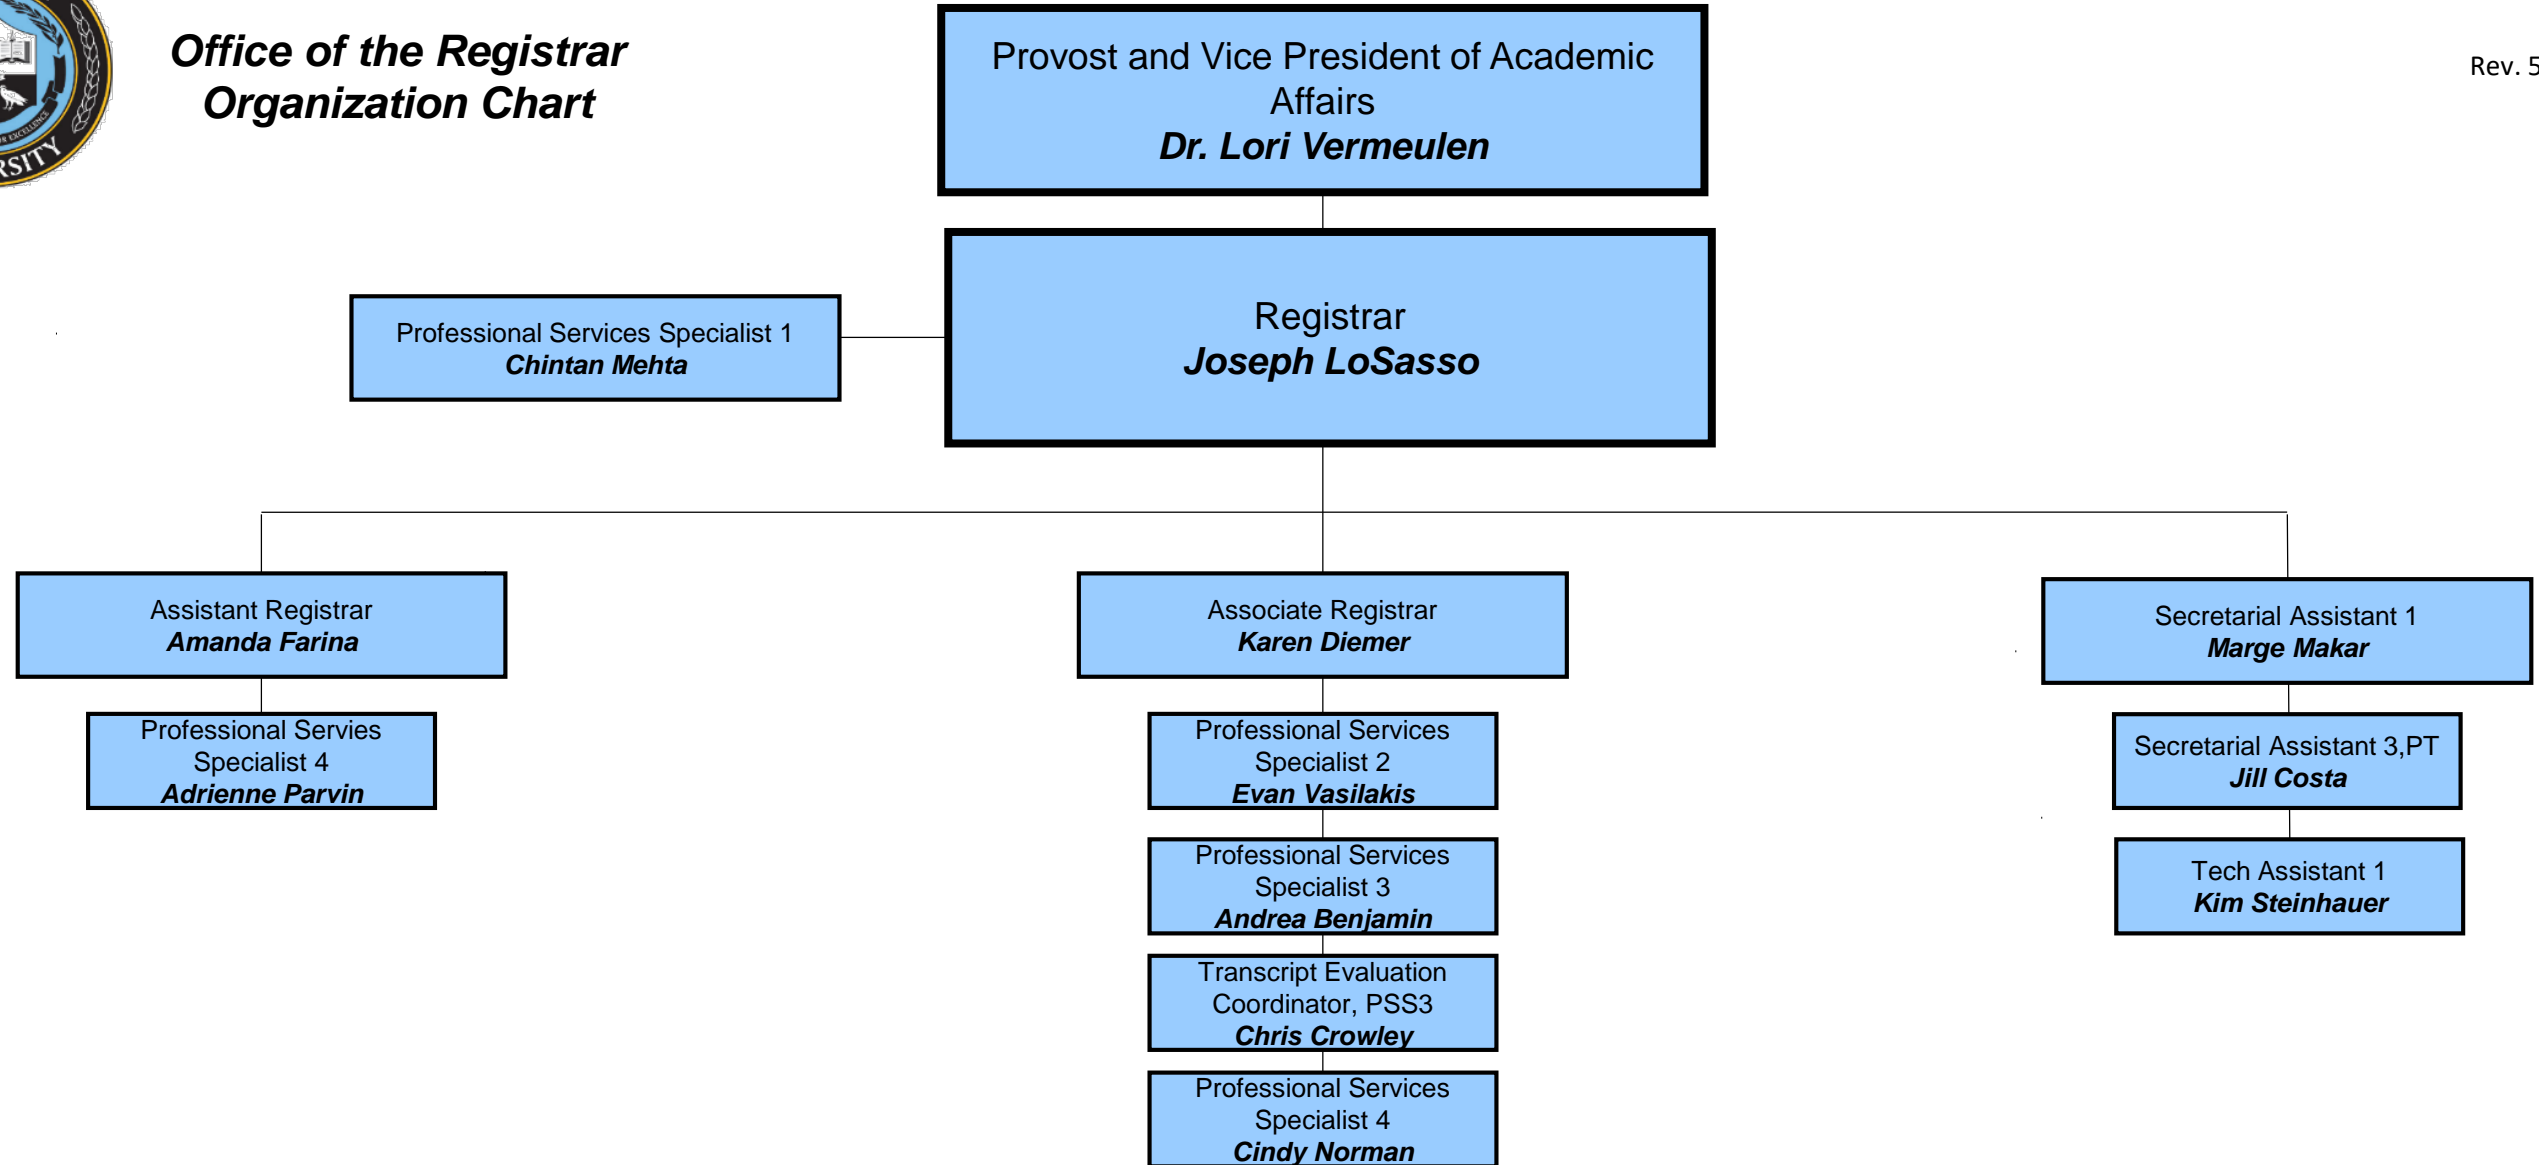 Office of the Registrar
Organization Chart
Provost and Vice President of Academic
Affairs
Dr. Lori Vermeulen
Rev. 5
Registrar
Joseph LoSasso
Professional Services Specialist 1
Chintan Mehta
Assistant Registrar
Amanda Farina
Associate Registrar
Karen Diemer
Secretarial Assistant 1
Marge Makar
Professional Servies
Specialist 4
Adrienne Parvin
Professional Services
Specialist 2
Evan Vasilakis
Secretarial Assistant 3,PT
Jill Costa
Professional Services
Specialist 3
Andrea Benjamin
Tech Assistant 1
Kim Steinhauer
Transcript Evaluation
Coordinator, PSS3
Chris Crowley
Professional Services
Specialist 4
Cindy Norman